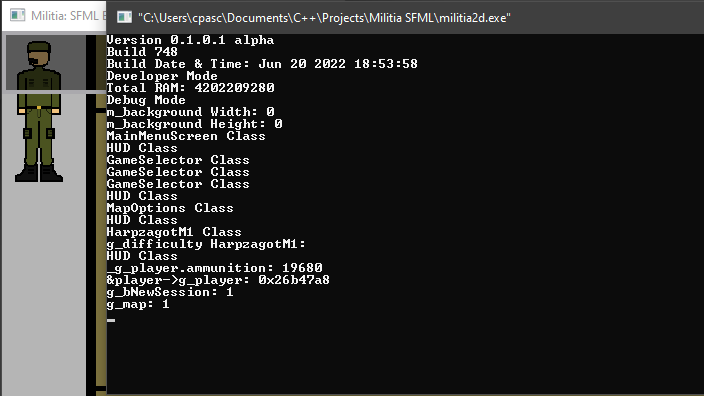 Militia: SFML
"C:\Users\cpasc\Documents\C++\Projects\Militia SFML\militia2d.exe"
Version 0.1.0.1 alpha
Build 748
Build Date & Time: Jun 20 2022 18:53:58
Developer Mode
Total RAM: 4202209280
Debug Mode
m_background Width: 0
m_background Height: 0
MainMenuScreen Class
HUD Class
GameSelector Class
GameSelector Class
GameSelector Class
HUD Class
MapOptions Class
HUD Class
HarpzagotM1 Class
g_difficulty HarpzagotM1:
HUD Class
_g_player.ammunition: 19680
&player->g_player: 0x26b47a8
g_bNewSession: 1
g_map: 1